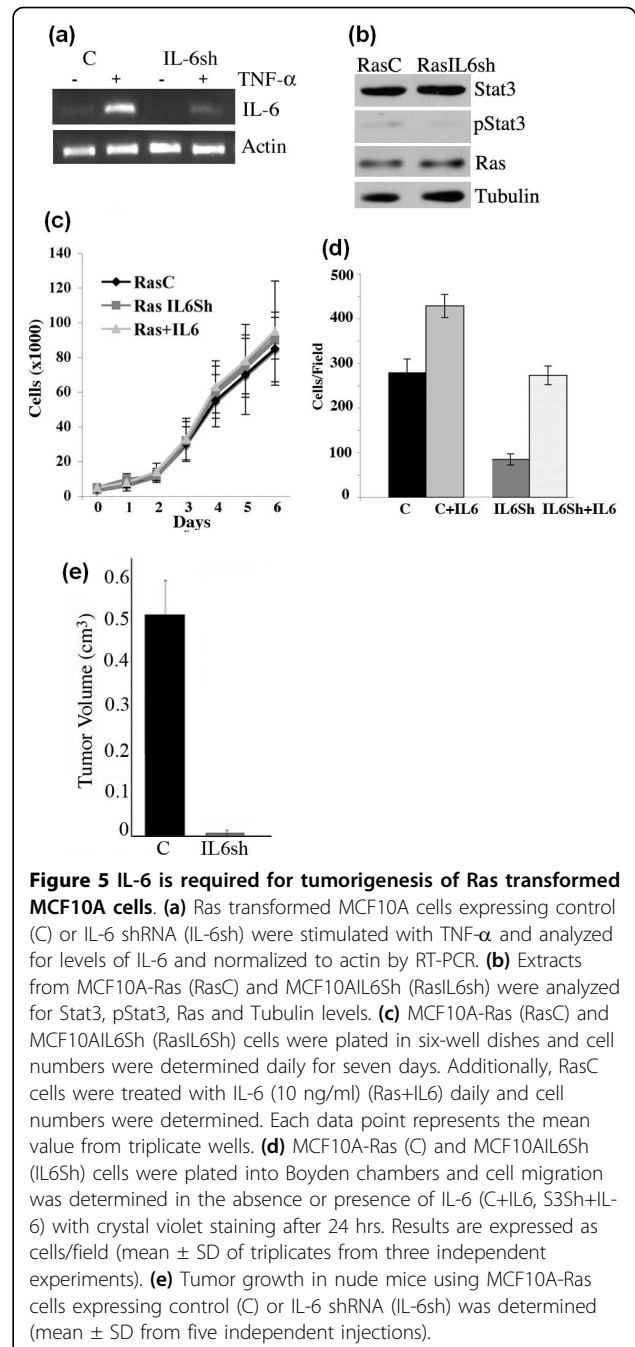 (a)
C IL-6sh
- + - + TNF-α
IL-6
Actin
(b)
RasC RasIL6sh
Stat3
pStat3
Ras
Tubulin
(c)
140
120
100
80
60
40
20
0
Cells (x1000)
RasC
Ras IL6Sh
Ras+IL6
0 1 2 3 4 5 6
Days
(d)
400
300
300
100
0
Cells/Field
C C+IL6 IL6Sh IL6Sh+IL6
(e)
0.6
0.5
0.4
0.3
0.2
0.1
0
Tumor Volume (cm³)
C IL6sh
Figure 5 IL-6 is required for tumorigenesis of Ras transformed
MCF10A cells. (a) Ras transformed MCF10A cells expressing control
(C) or IL-6 shRNA (IL-6sh) were stimulated with TNF-α and analyzed
for levels of IL-6 and normalized to actin by RT-PCR. (b) Extracts
from MCF10A-Ras (RasC) and MCF10AIL6Sh (RasIL6sh) were analyzed
for Stat3, pStat3, Ras and Tubulin levels. (c) MCF10A-Ras (RasC) and
MCF10AIL6Sh (RasIL6Sh) cells were plated in six-well dishes and cell
numbers were determined daily for seven days. Additionally, RasC
cells were treated with IL-6 (10 ng/ml) (Ras+IL6) daily and cell
numbers were determined. Each data point represents the mean
value from triplicate wells. (d) MCF10A-Ras (C) and MCF10AIL6Sh
(IL6Sh) cells were plated into Boyden chambers and cell migration
was determined in the absence or presence of IL-6 (C+IL6, S3Sh+IL-
6) with crystal violet staining after 24 hrs. Results are expressed as
cells/field (mean ± SD of triplicates from three independent
experiments). (e) Tumor growth in nude mice using MCF10A-Ras
cells expressing control (C) or IL-6 shRNA (IL-6sh) was determined
(mean ± SD from five independent injections).